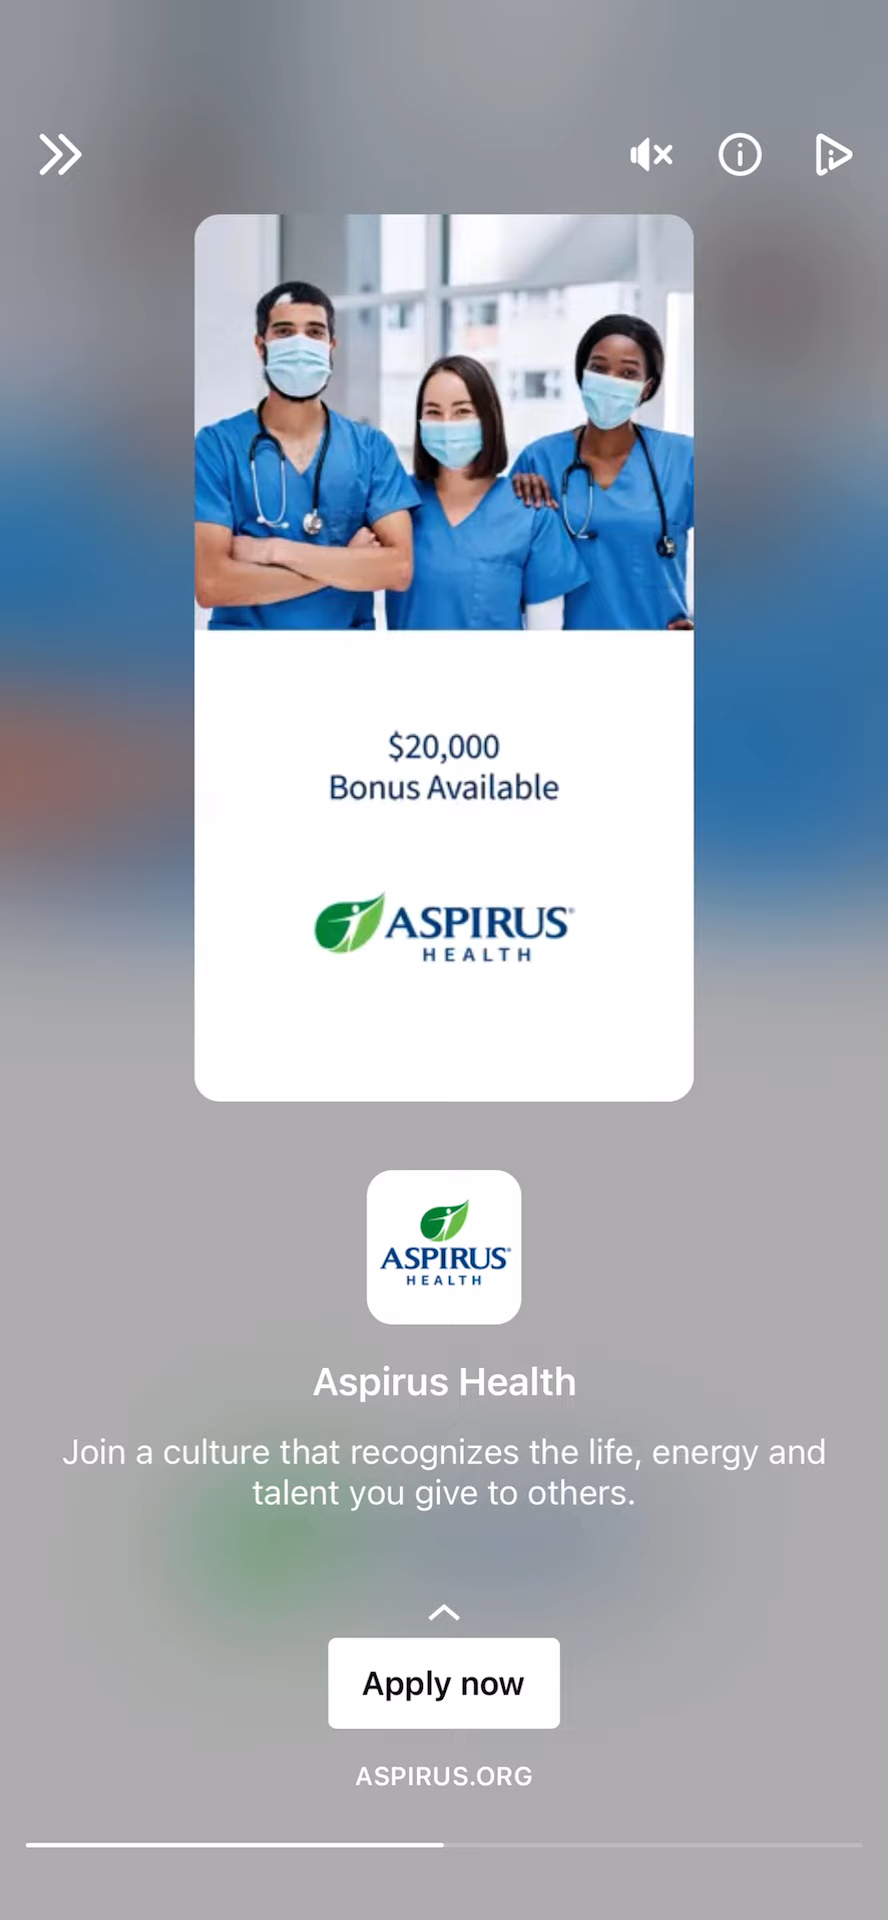 $20,000
Bonus Available
ASPIRUS®
HEALTH
ASPIRUS®
HEALTH
Aspirus Health
Join a culture that recognizes the life, energy and
talent you give to others.
Apply now
ASPIRUS.ORG